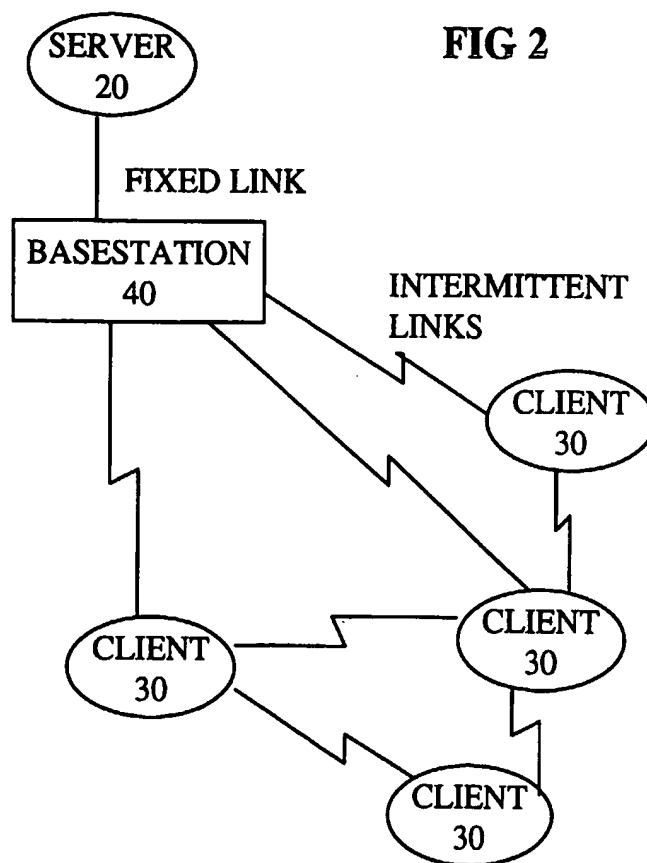 FIG 2
SERVER
20
FIXED LINK
BASESTATION
40
INTERMITTENT
LINKS
CLIENT
30
CLIENT
30
CLIENT
30
CLIENT
30